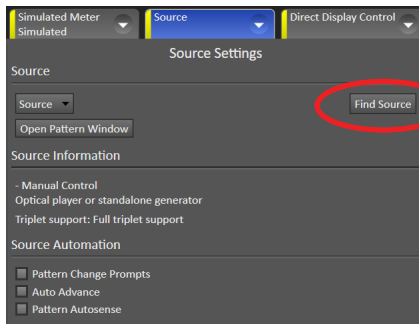 Simulated Meter
Simulated
Source
Direct Display Control
Source Settings
Source
Source
Find Source
Open Pattern Window
Source Information
- Manual Control
Optical player or standalone generator
Triplet support: Full triplet support
Source Automation
Pattern Change Prompts
Auto Advance
Pattern Autosense